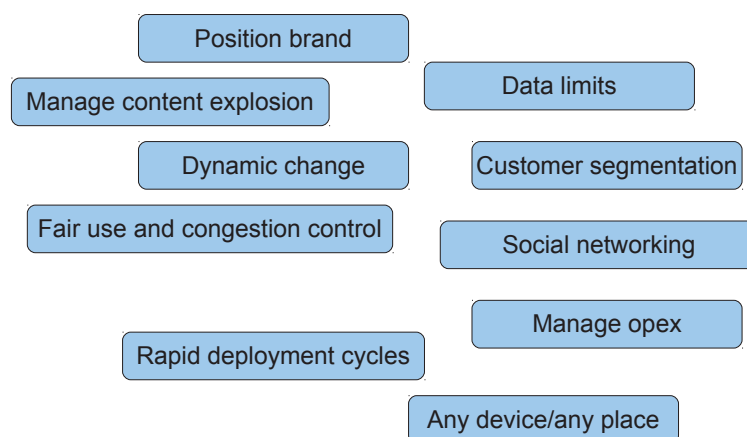 Position brand
Data limits
Manage content explosion
Dynamic change
Customer segmentation
Fair use and congestion control
Social networking
Manage opex
Rapid deployment cycles
Any device/any place